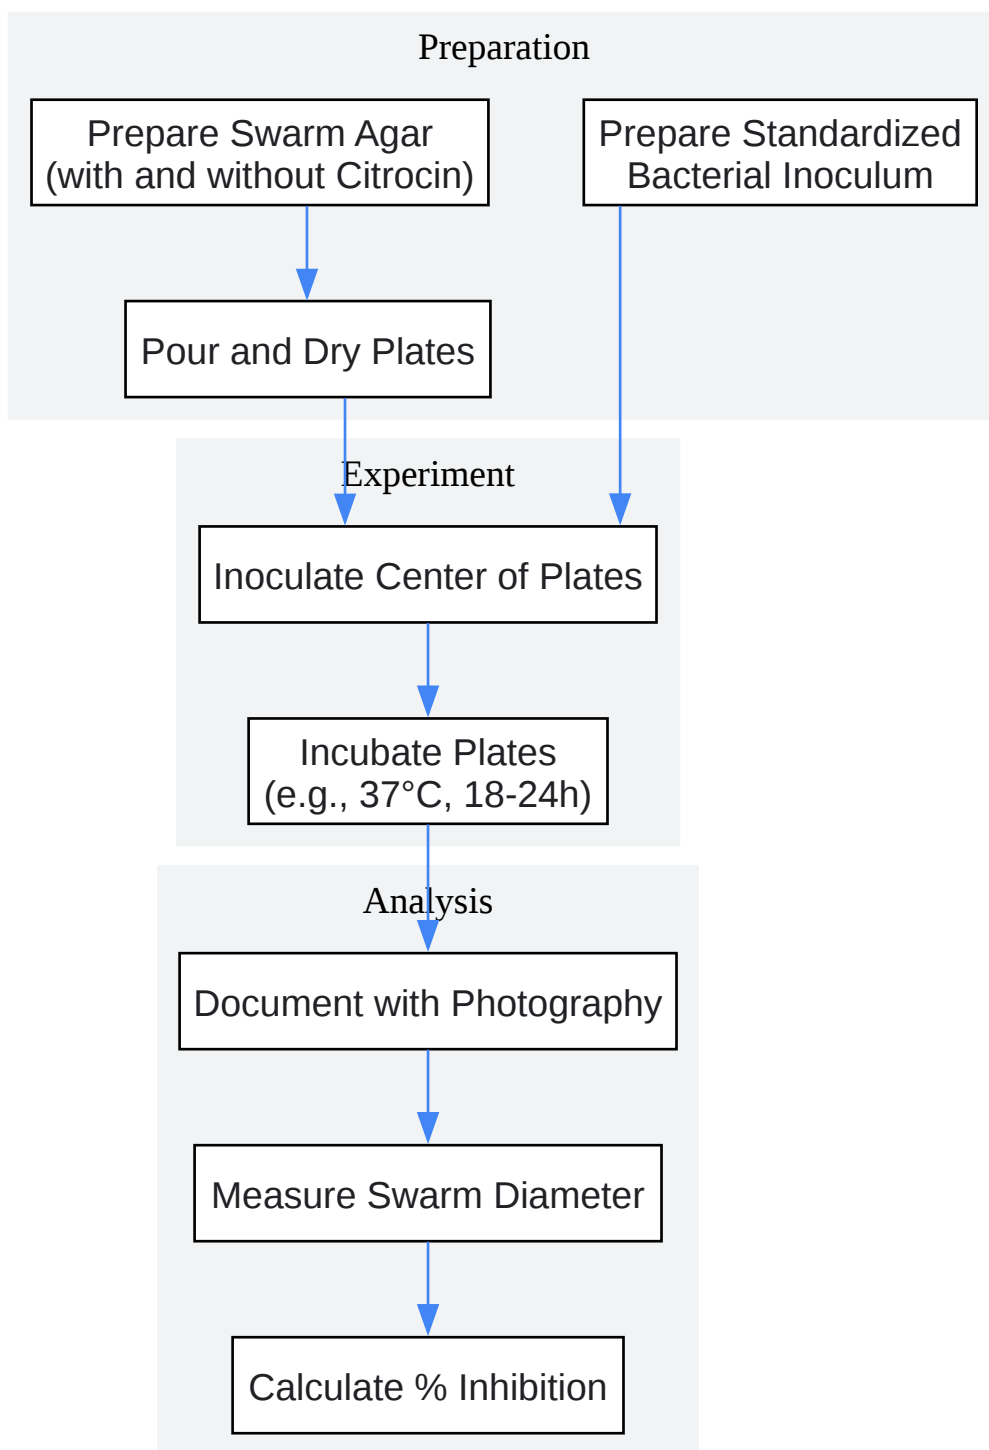 Preparation
Prepare Swarm Agar
(with and without Citrocin)
Prepare Standardized
Bacterial Inoculum
Pour and Dry Plates
Experiment
Inoculate Center of Plates
Incubate Plates
(e.g., 37°C, 18-24h)
Analysis
Document with Photography
Measure Swarm Diameter
Calculate % Inhibition